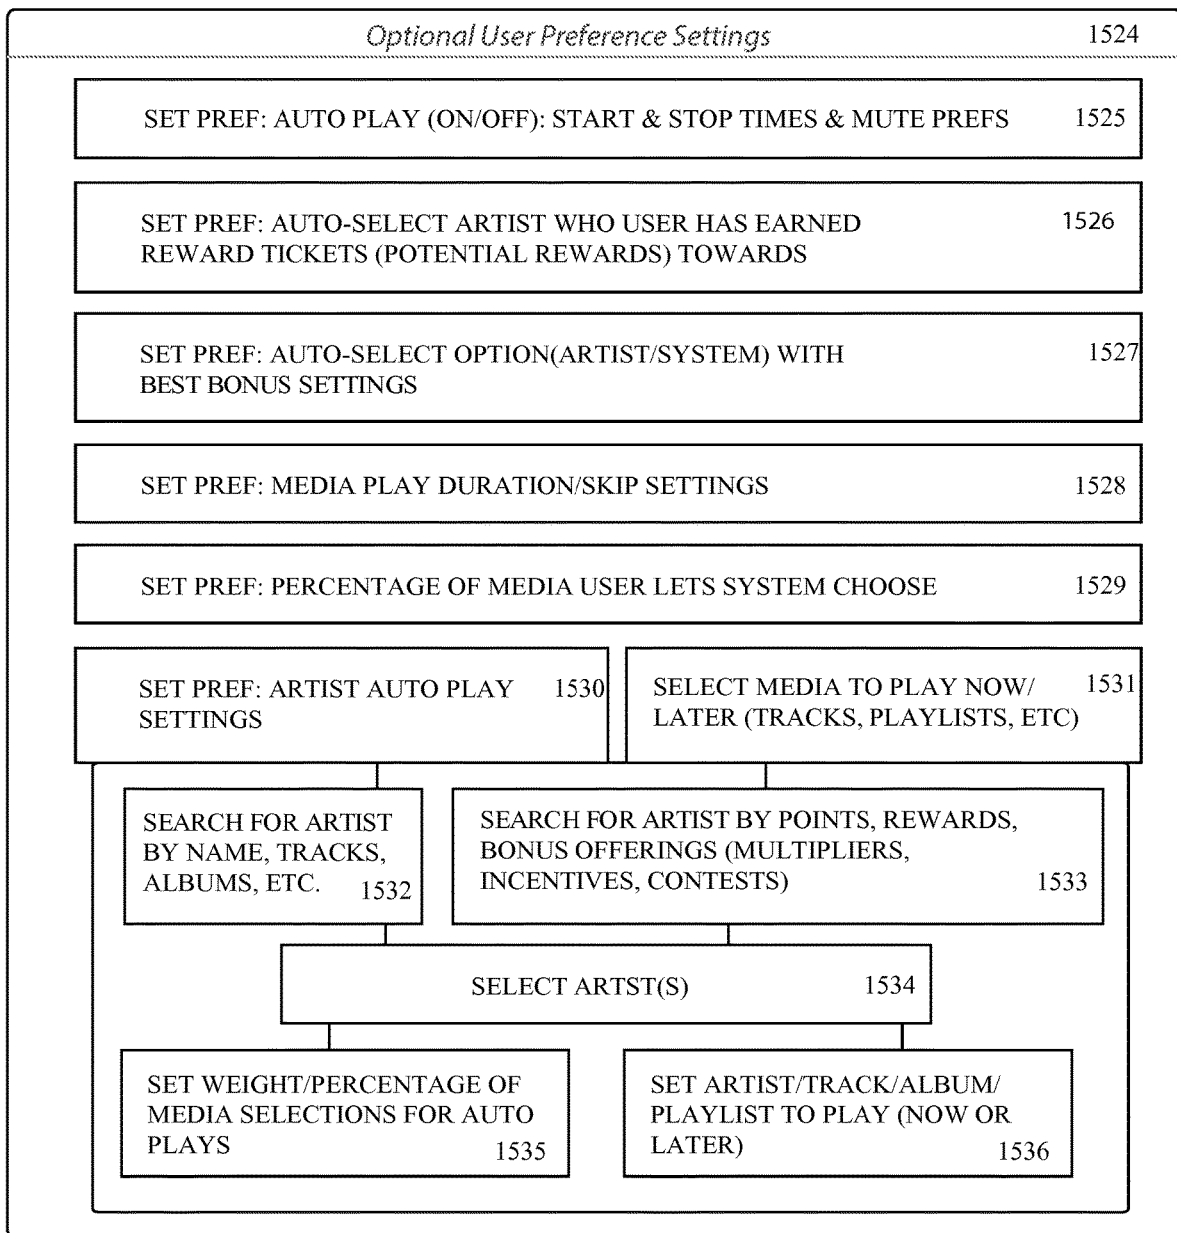 Optional User Preference Settings 1524
SET PREF: AUTO PLAY (ON/OFF): START & STOP TIMES & MUTE PREFS 1525
SET PREF: AUTO-SELECT ARTIST WHO USER HAS EARNED 1526
REWARD TICKETS (POTENTIAL REWARDS) TOWARDS
SET PREF: AUTO-SELECT OPTION(ARTIST/SYSTEM) WITH 1527
BEST BONUS SETTINGS
SET PREF: MEDIA PLAY DURATION/SKIP SETTINGS 1528
SET PREF: PERCENTAGE OF MEDIA USER LETS SYSTEM CHOOSE 1529
SET PREF: ARTIST AUTO PLAY 1530
SETTINGS
SELECT MEDIA TO PLAY NOW/ 1531
LATER (TRACKS, PLAYLISTS, ETC)
SEARCH FOR ARTIST
BY NAME, TRACKS,
ALBUMS, ETC. 1532
SEARCH FOR ARTIST BY POINTS, REWARDS,
BONUS OFFERINGS (MULTIPLIERS,
INCENTIVES, CONTESTS) 1533
SELECT ARTST(S) 1534
SET WEIGHT/PERCENTAGE OF
MEDIA SELECTIONS FOR AUTO
PLAYS 1535
SET ARTIST/TRACK/ALBUM/
PLAYLIST TO PLAY (NOW OR
LATER) 1536